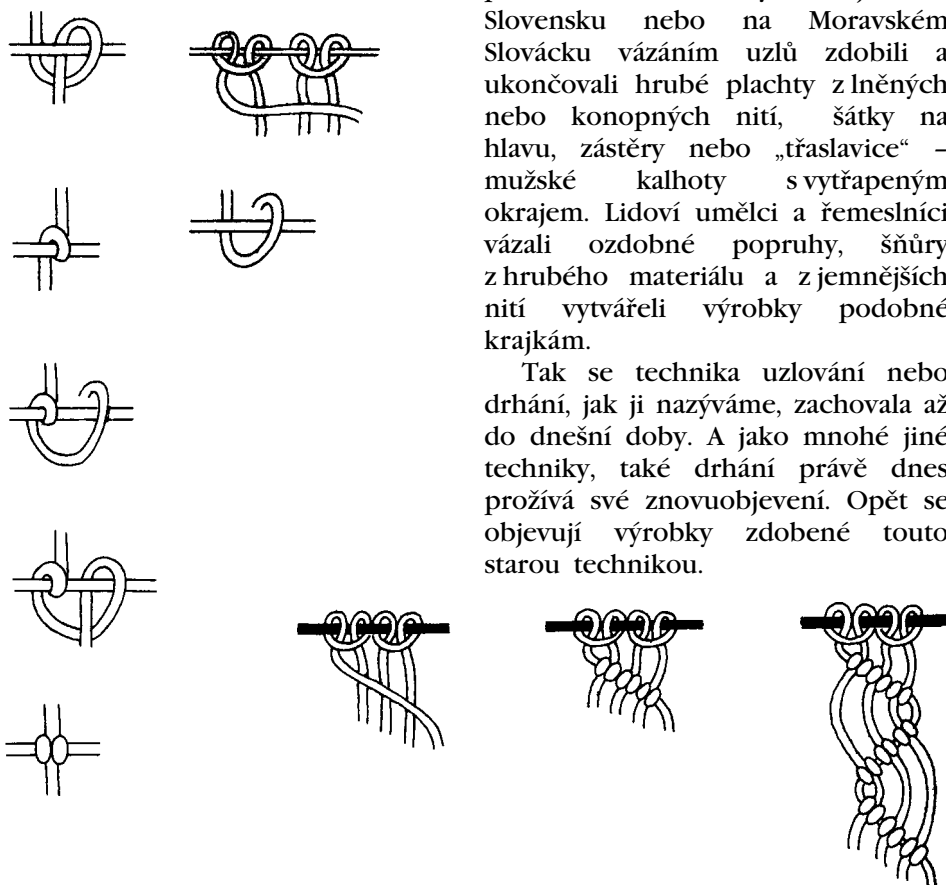 Slovensku nebo na Moravském
Slovácku vázáním uzlů zdobili a
ukončovali hrubé plachty z lněných
nebo konopných nití, šátky na
hlavu, zástěry nebo „třaslavice“ –
mužské kalhoty s vytřapeným
okrajem. Lidoví umělci a řemeslníci
vázali ozdobné popruhy, šňůry
z hrubého materiálu a z jemnějších
nití vytvářeli výrobky podobné
krajkám.
Tak se technika uzlování nebo
drhání, jak ji nazýváme, zachovala až
do dnešní doby. A jako mnohé jiné
techniky, také drhání právě dnes
prožívá své znovuobjevení. Opět se
objevují výrobky zdobené touto
starou technikou.